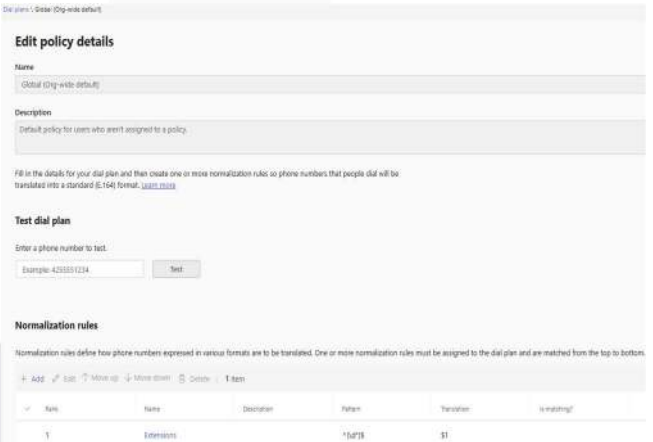 Dial plans \ Global (Org-wide default)
Edit policy details
Name
Global (Org-wide default)
Description
Default policy for users who aren't assigned to a policy.
Fill in the details for your dial plan and then create one or more normalization rules so phone numbers that people dial will be
translated into a standard (E.164) format. Learn more
Test dial plan
Enter a phone number to test.
Example: 4255551234 Test
Normalization rules
Normalization rules define how phone numbers expressed in various formats are to be translated. One or more normalization rules must be assigned to the dial plan and are matched from the top to bottom.
+ Add Edit ↑ Move up ↓ Move down Delete | 1 item
✓ Rank Name Description Pattern Translation Is matching?
1 Extensions $1